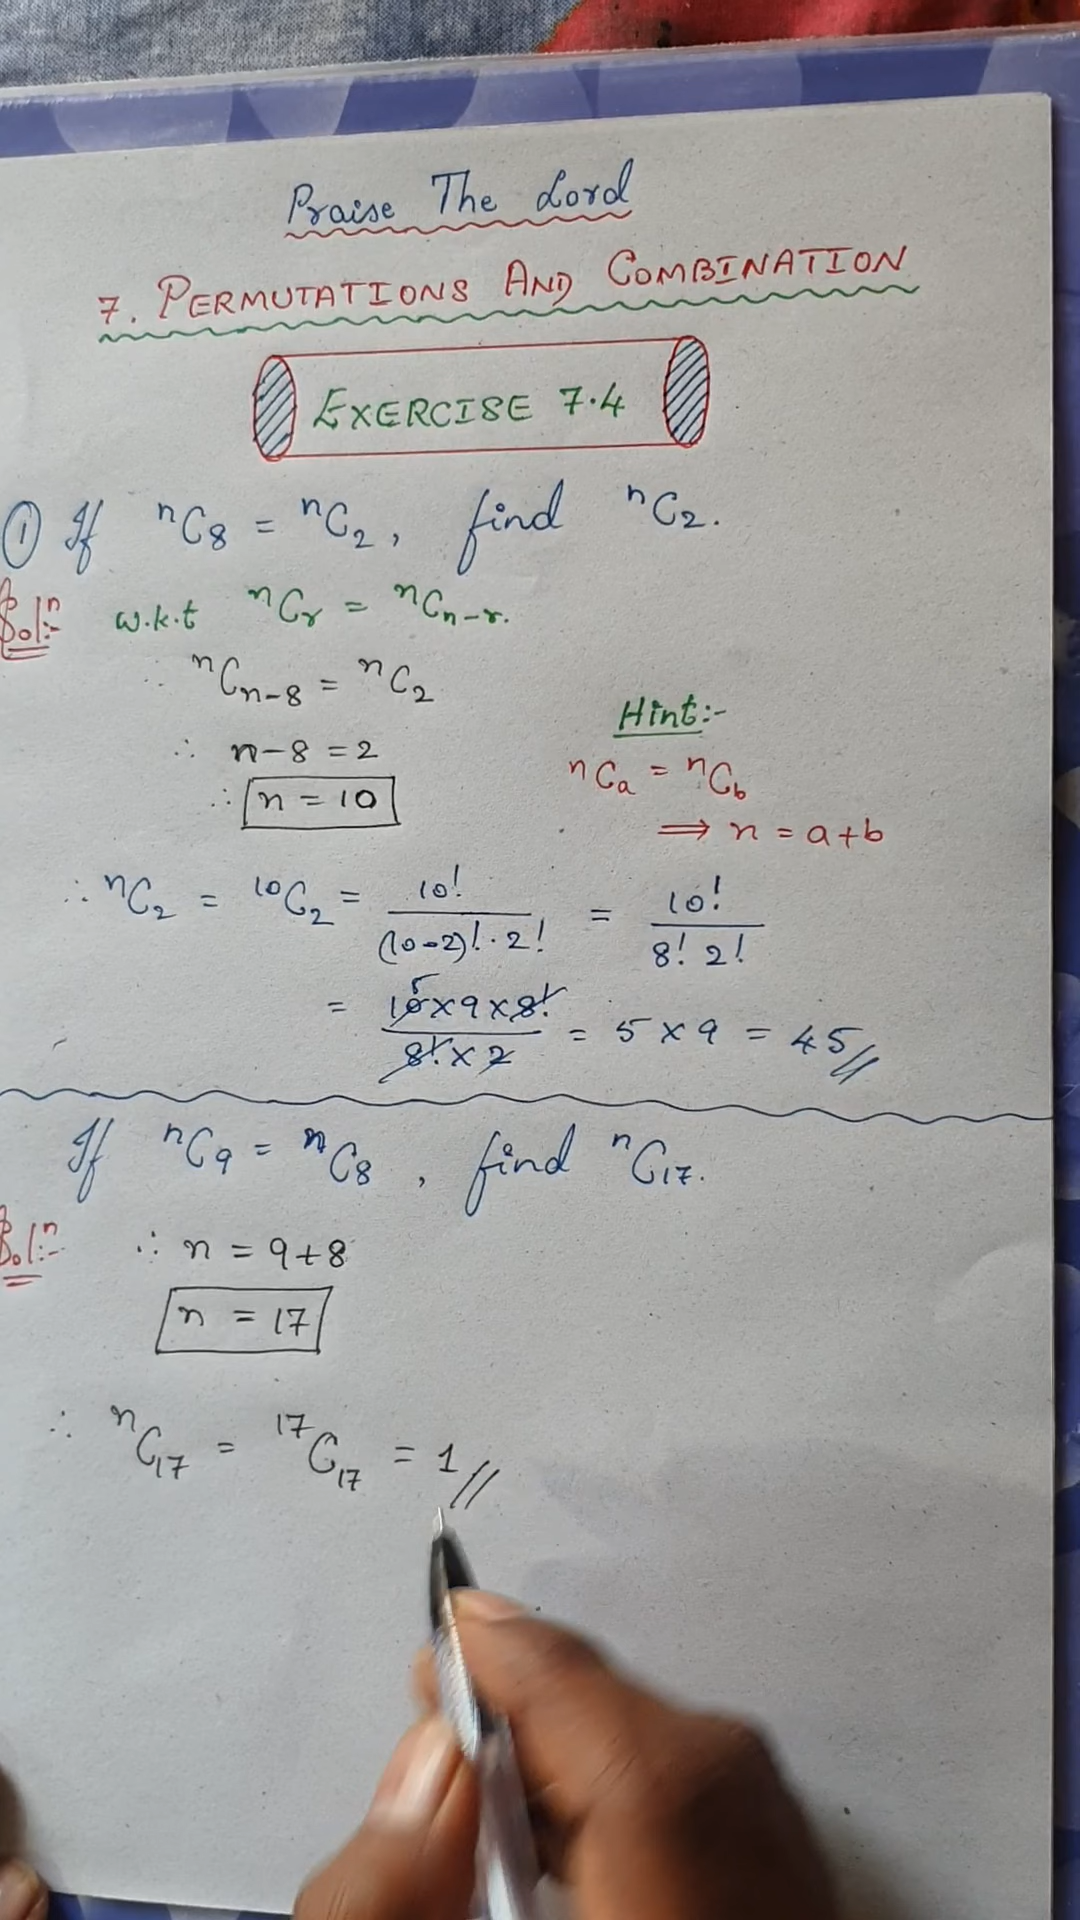 Praise The Lord
7. PERMUTATIONS AND COMBINATION
EXERCISE 7.4
① If ⁿC₈ = ⁿC₂, find ⁿC₂.
Solⁿ:- w.k.t ⁿCᵣ = ⁿCₙ₋ᵣ.
∴ ⁿCₙ₋₈ = ⁿC₂
∴ n-8 = 2
∴ n = 10
Hint:-
ⁿCₐ = ⁿC_b
⟹ n = a+b
∴ ⁿC₂ = ¹⁰C₂ = 10!/(10-2)!·2! = 10!/8! 2!
= 10×9×8!/8!×2 = 5×9 = 45//
If ⁿC₉ = ⁿC₈, find ⁿC₁₇.
Solⁿ:- ∴ n = 9+8
n = 17
∴ ⁿC₁₇ = ¹⁷C₁₇ = 1//